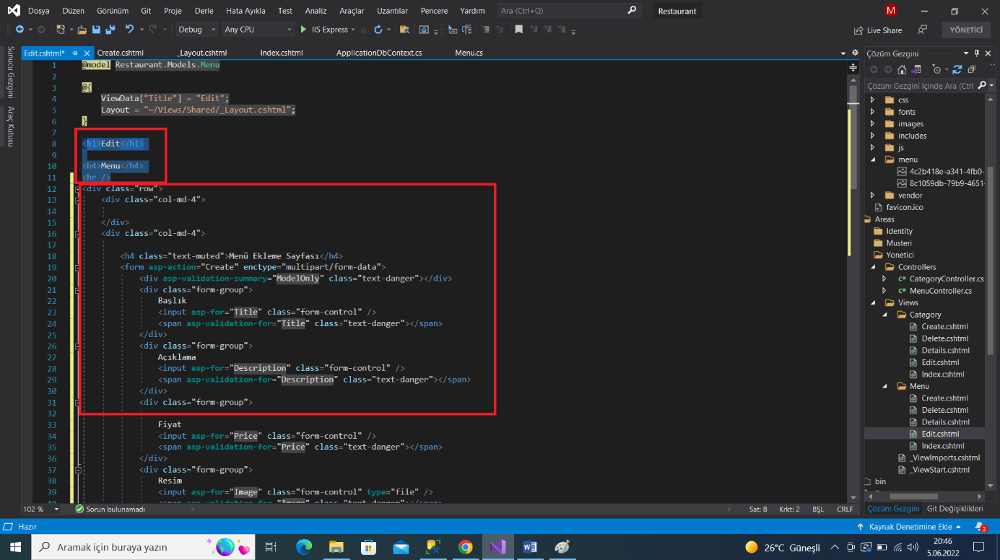 Dosya Düzen Görünüm Git Proje Derle Hata Ayıkla Test Analiz Araçlar Uzantılar Pencere Yardım Ara (Ctrl+Q) Restaurant M
Debug Any CPU IIS Express Live Share YÖNETİCİ
Sunucu Gezgini
Araç Kutusu
Edit.cshtml* Create.cshtml _Layout.cshtml Index.cshtml ApplicationDbContext.cs Menu.cs
1 @model Restaurant.Models.Menu
2
3 @{
4 ViewData["Title"] = "Edit";
5 Layout = "~/Views/Shared/_Layout.cshtml";
6 }
7
8 <h1>Edit</h1>
9
10 <h4>Menu</h4>
11 <hr />
12 <div class="row">
13 <div class="col-md-4">
14
15 </div>
16 <div class="col-md-4">
17
18 <h4 class="text-muted">Menü Ekleme Sayfası</h4>
19 <form asp-action="Create" enctype="multipart/form-data">
20 <div asp-validation-summary="ModelOnly" class="text-danger"></div>
21 <div class="form-group">
22 Başlık
23 <input asp-for="Title" class="form-control" />
24 <span asp-validation-for="Title" class="text-danger"></span>
25 </div>
26 <div class="form-group">
27 Açıklama
28 <input asp-for="Description" class="form-control" />
29 <span asp-validation-for="Description" class="text-danger"></span>
30 </div>
31 <div class="form-group">
32
33 Fiyat
34 <input asp-for="Price" class="form-control" />
35 <span asp-validation-for="Price" class="text-danger"></span>
36 </div>
37 <div class="form-group">
38 Resim
39 <input asp-for="Image" class="form-control" type="file" />
102 % Sorun bulunamadı Sat: 8 Krkt: 2 BŞL CRLF
Çözüm Gezgini
Çözüm Gezgini İçinde Ara (Ctrl
css
fonts
images
includes
js
menu
4c2b418e-a341-4fb0-
8c1059db-79b9-4651-
vendor
favicon.ico
Areas
Identity
Musteri
Yonetici
Controllers
CategoryController.cs
MenuController.cs
Views
Category
Create.cshtml
Delete.cshtml
Details.cshtml
Edit.cshtml
Index.cshtml
Menu
Create.cshtml
Delete.cshtml
Details.cshtml
Edit.cshtml
Index.cshtml
_ViewImports.cshtml
_ViewStart.cshtml
bin
Çözüm Gezgini Git Değişiklikleri
Hazır Kaynak Denetimine Ekle 3
Aramak için buraya yazın 26°C Güneşli 20:46
5.06.2022